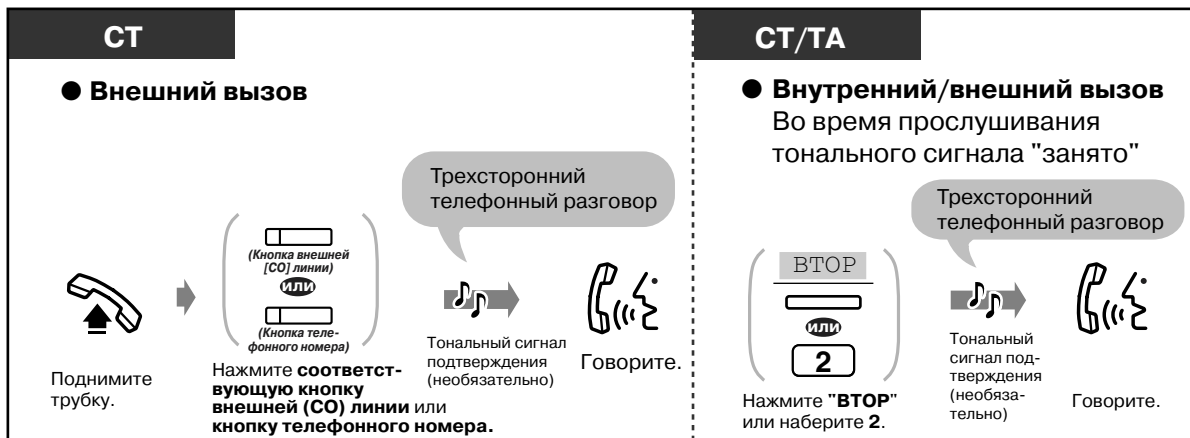 СТ
● Внешний вызов
Трехсторонний
телефонный разговор
(Кнопка внешней
[CO] линии)
или
(Кнопка теле-
фонного номера)
Поднимите
трубку.
Нажмите соответст-
вующую кнопку
внешней (CO) линии или
кнопку телефонного номера.
Тональный сигнал
подтверждения
(необязательно)
Говорите.
СТ/ТА
● Внутренний/внешний вызов
Во время прослушивания
тонального сигнала "занято"
Трехсторонний
телефонный разговор
ВТОР
или
2
Нажмите "ВТОР"
или наберите 2.
Тональный
сигнал под-
тверждения
(необяза-
тельно)
Говорите.